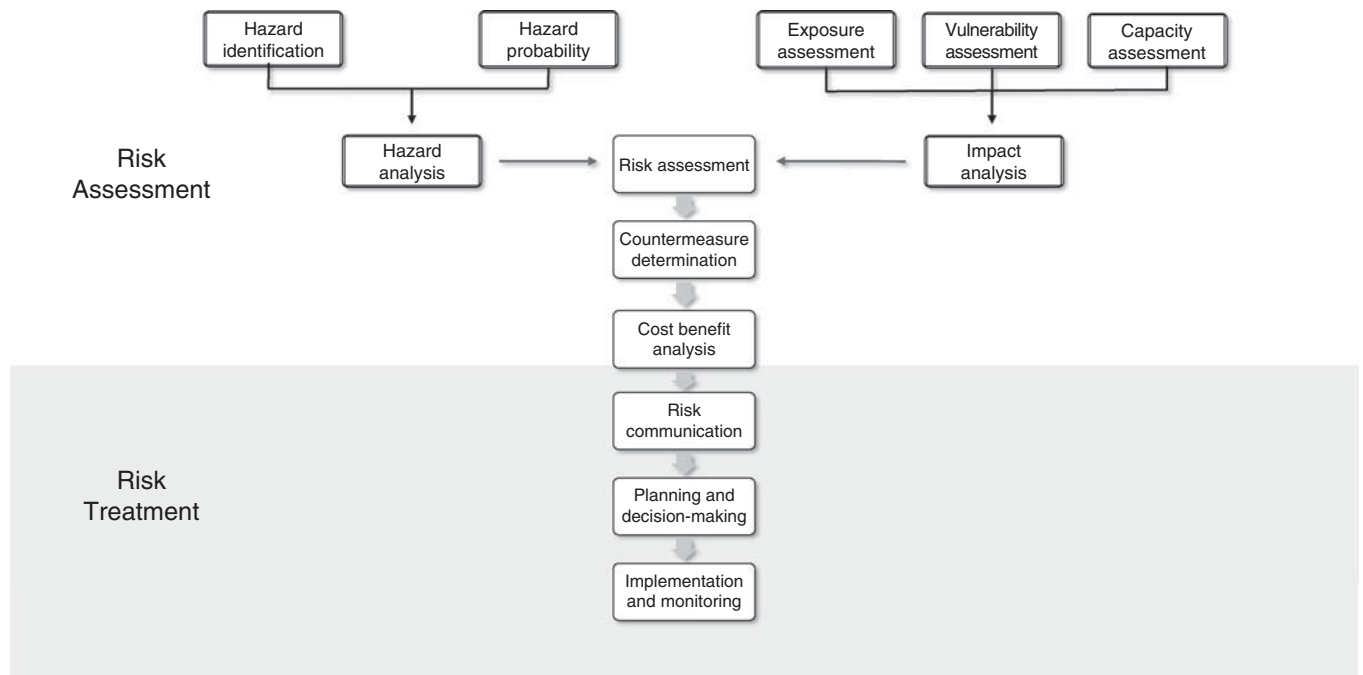 Hazard
identification
Hazard
probability
Exposure
assessment
Vulnerability
assessment
Capacity
assessment
Risk
Assessment
Hazard
analysis
Risk assessment
Impact
analysis
Countermeasure
determination
Cost benefit
analysis
Risk
communication
Risk
Treatment
Planning and
decision-making
Implementation
and monitoring